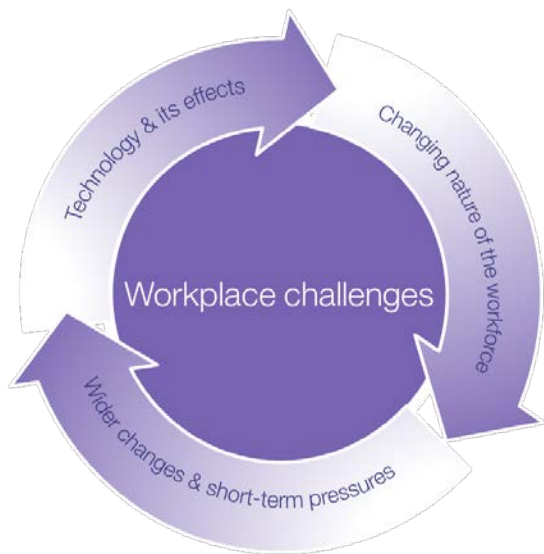 Technology & its effects
Changing nature of the workforce
Workplace challenges
Wider changes & short-term pressures